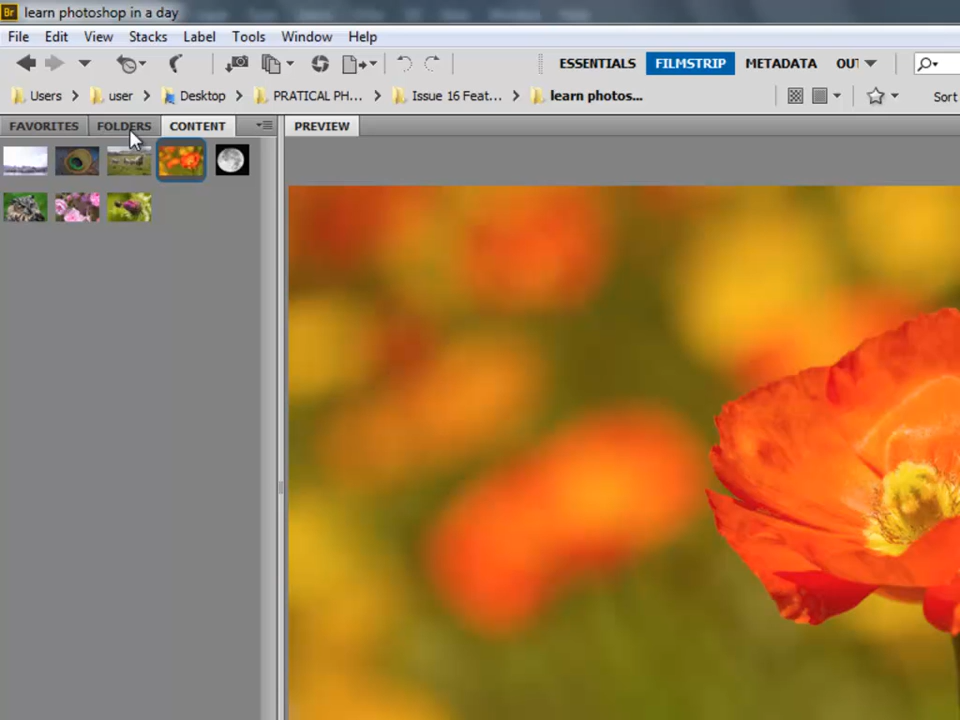 Br learn photoshop in a day
File Edit View Stacks Label Tools Window Help
ESSENTIALS FILMSTRIP METADATA OUT
Users user Desktop PRATICAL PH... Issue 16 Feat... learn photos... Sort
FAVORITES FOLDERS CONTENT PREVIEW